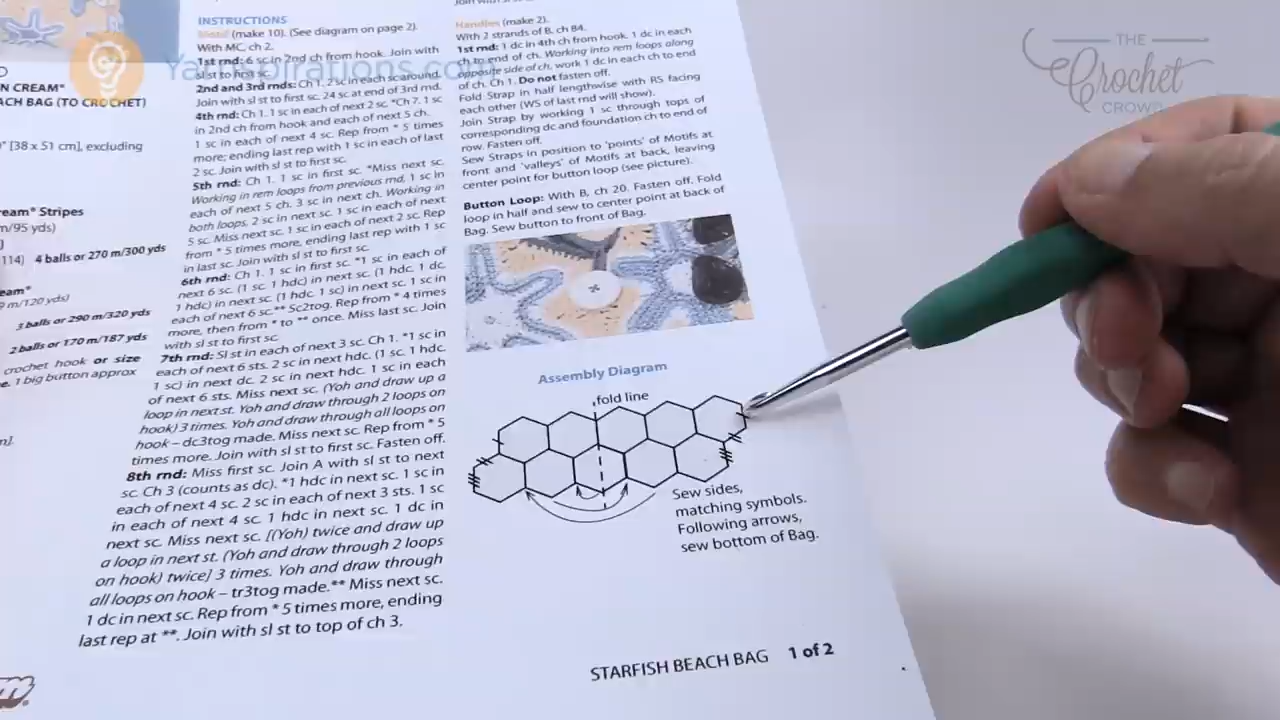 N CREAM*
ACH BAG (TO CROCHET)
" [38 x 51 cm], excluding
ream* Stripes
m/95 yds)
114) 4 balls or 270 m/300 yds
eam*
9 m/120 yds)
3 balls or 290 m/320 yds
2 balls or 170 m/187 yds
crochet hook or size
e. 1 big button approx
INSTRUCTIONS
Motif (make 10). (See diagram on page 2).
With MC, ch 2.
1st rnd: 6 sc in 2nd ch from hook. Join with
sl st to first sc.
2nd and 3rd rnds: Ch 1. 2 sc in each sc around.
Join with sl st to first sc. 24 sc at end of 3rd rnd.
4th rnd: Ch 1. 1 sc in each of next 2 sc. *Ch 7. 1 sc
in 2nd ch from hook and each of next 5 ch.
1 sc in each of next 4 sc. Rep from * 5 times
more; ending last rep with 1 sc in each of last
2 sc. Join with sl st to first sc.
5th rnd: Ch 1. 1 sc in first sc. *Miss next sc.
Working in rem loops from previous rnd, 1 sc in
each of next 5 ch. 3 sc in next ch. Working in
both loops, 2 sc in next sc. 1 sc in each of next
5 sc. Miss next sc. 1 sc in each of next 2 sc. Rep
from * 5 times more, ending last rep with 1 sc
in last sc. Join with sl st to first sc.
6th rnd: Ch 1. 1 sc in first sc. *1 sc in each of
next 6 sc. (1 sc. 1 hdc) in next sc. (1 hdc. 1 dc.
1 hdc) in next sc. (1 hdc. 1 sc) in next sc. 1 sc in
each of next 6 sc.** Sc2tog. Rep from * 4 times
more, then from * to ** once. Miss last sc. Join
with sl st to first sc.
7th rnd: Sl st in each of next 3 sc. Ch 1. *1 sc in
each of next 6 sts. 2 sc in next hdc. (1 sc. 1 hdc.
1 sc) in next dc. 2 sc in next hdc. 1 sc in each
of next 6 sts. Miss next sc. (Yoh and draw up a
loop in next st. Yoh and draw through 2 loops on
hook) 3 times. Yoh and draw through all loops on
hook – dc3tog made. Miss next sc. Rep from * 5
times more. Join with sl st to first sc. Fasten off.
8th rnd: Miss first sc. Join A with sl st to next
sc. Ch 3 (counts as dc). *1 hdc in next sc. 1 sc in
each of next 4 sc. 2 sc in each of next 3 sts. 1 sc
in each of next 4 sc. 1 hdc in next sc. 1 dc in
next sc. Miss next sc. [(Yoh) twice and draw up
a loop in next st. (Yoh and draw through 2 loops
on hook) twice] 3 times. Yoh and draw through
all loops on hook – tr3tog made.** Miss next sc.
1 dc in next sc. Rep from * 5 times more, ending
last rep at **. Join with sl st to top of ch 3.
Handles (make 2).
With 2 strands of B, ch 84.
1st rnd: 1 dc in 4th ch from hook. 1 dc in each
ch to end of ch. Working into rem loops along
opposite side of ch, work 1 dc in each ch to end
of ch. Ch 1. Do not fasten off.
Fold Strap in half lengthwise with RS facing
each other (WS of last rnd will show).
Join Strap by working 1 sc through tops of
corresponding dc and foundation ch to end of
row. Fasten off.
Sew Straps in position to 'points' of Motifs at
front and 'valleys' of Motifs at back, leaving
center point for button loop (see picture).
Button Loop: With B, ch 20. Fasten off. Fold
loop in half and sew to center point at back of
Bag. Sew button to front of Bag.
Assembly Diagram
fold line
Sew sides,
matching symbols.
Following arrows,
sew bottom of Bag.
STARFISH BEACH BAG 1 of 2
THE
Crochet
CROWD